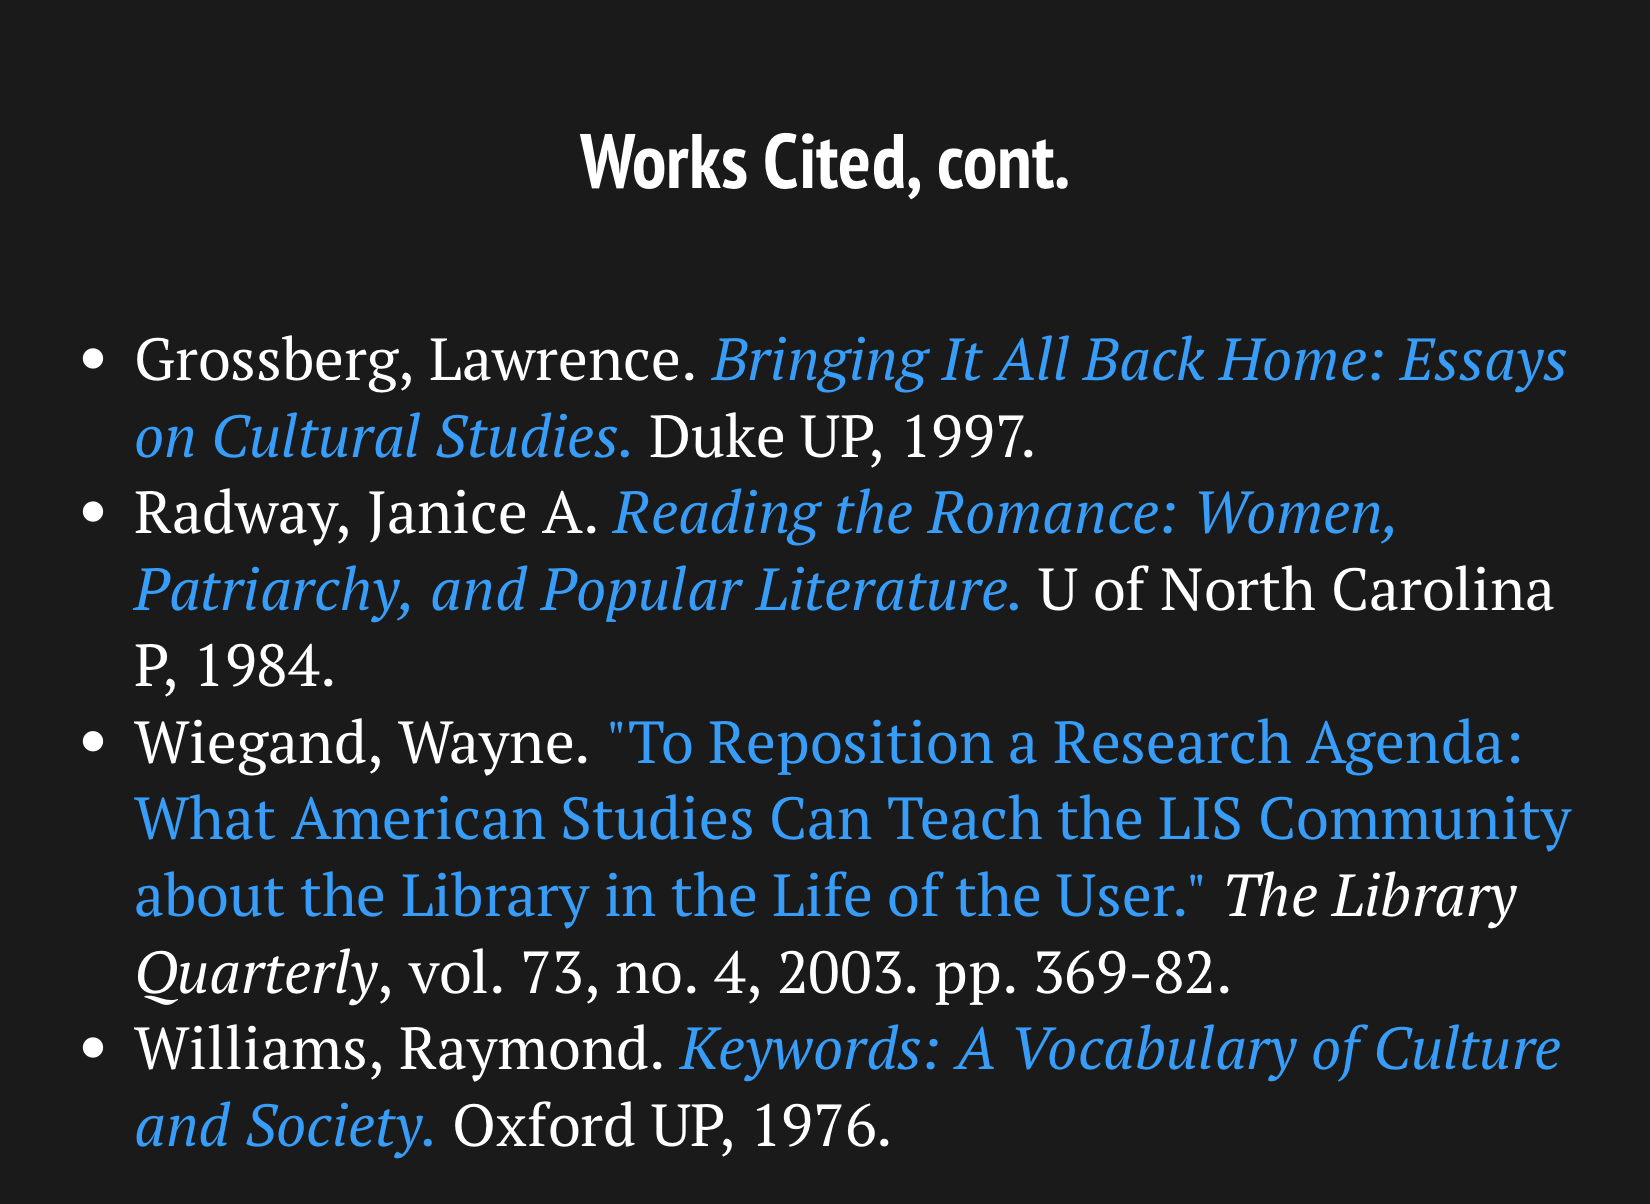 Works Cited, cont.
• Grossberg, Lawrence. Bringing It All Back Home: Essays
on Cultural Studies. Duke UP, 1997.
• Radway, Janice A. Reading the Romance: Women,
Patriarchy, and Popular Literature. U of North Carolina
P, 1984.
• Wiegand, Wayne. "To Reposition a Research Agenda:
What American Studies Can Teach the LIS Community
about the Library in the Life of the User." The Library
Quarterly, vol. 73, no. 4, 2003. pp. 369-82.
• Williams, Raymond. Keywords: A Vocabulary of Culture
and Society. Oxford UP, 1976.